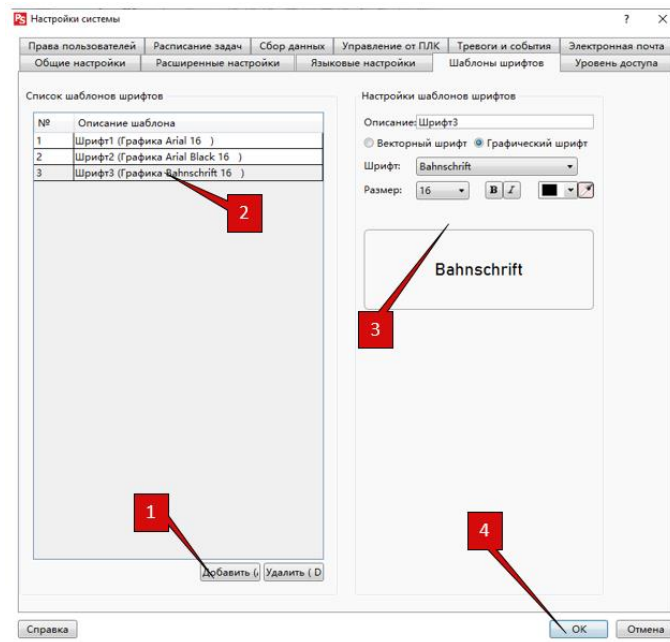 PS Настройки системы ? X
Права пользователей Расписание задач Сбор данных Управление от ПЛК Тревоги и события Электронная почта
Общие настройки Расширенные настройки Языковые настройки Шаблоны шрифтов Уровень доступа
Список шаблонов шрифтов
№ Описание шаблона
1 Шрифт1 (Графика Arial 16 )
2 Шрифт2 (Графика Arial Black 16 )
3 Шрифт3 (Графика Bahnschrift 16 )
2
1
Добавить (, Удалить ( D
Настройки шаблонов шрифтов
Описание: Шрифт3
Векторный шрифт Графический шрифт
Шрифт: Bahnschrift
Размер: 16 B I
Bahnschrift
3
4
Справка OK Отмена